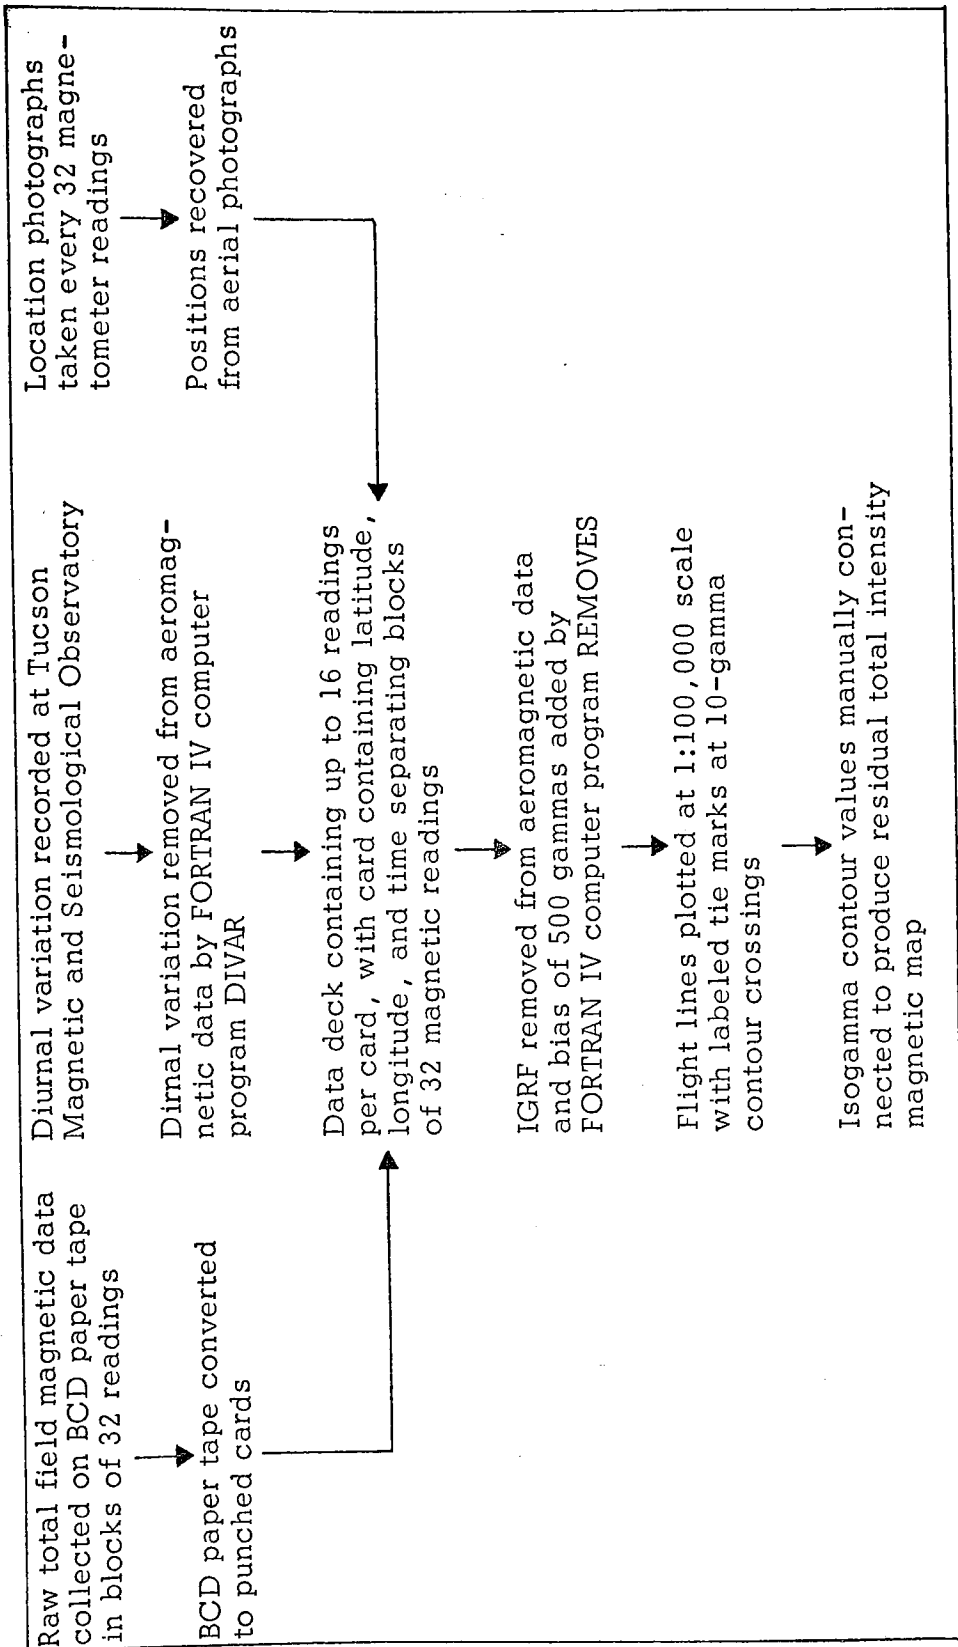 Raw total field magnetic data
collected on BCD paper tape
in blocks of 32 readings
BCD paper tape converted
to punched cards
Diurnal variation recorded at Tucson
Magnetic and Seismological Observatory
Dirnal variation removed from aeromag-
netic data by FORTRAN IV computer
program DIVAR
Data deck containing up to 16 readings
per card, with card containing latitude,
longitude, and time separating blocks
of 32 magnetic readings
IGRF removed from aeromagnetic data
and bias of 500 gammas added by
FORTRAN IV computer program REMOVES
Flight lines plotted at 1:100,000 scale
with labeled tie marks at 10-gamma
contour crossings
Isogamma contour values manually con-
nected to produce residual total intensity
magnetic map
Location photographs
taken every 32 magne-
tometer readings
Positions recovered
from aerial photographs